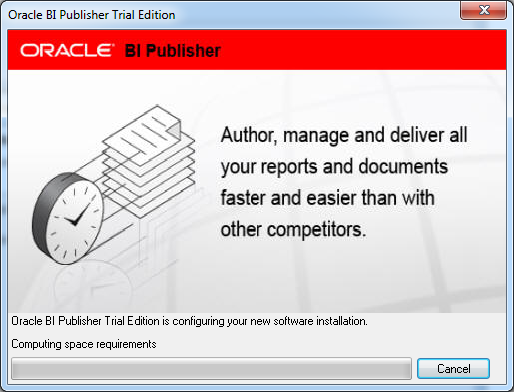 Oracle BI Publisher Trial Edition
ORACLE® BI Publisher
Author, manage and deliver all
your reports and documents
faster and easier than with
other competitors.
Oracle BI Publisher Trial Edition is configuring your new software installation.
Computing space requirements
Cancel